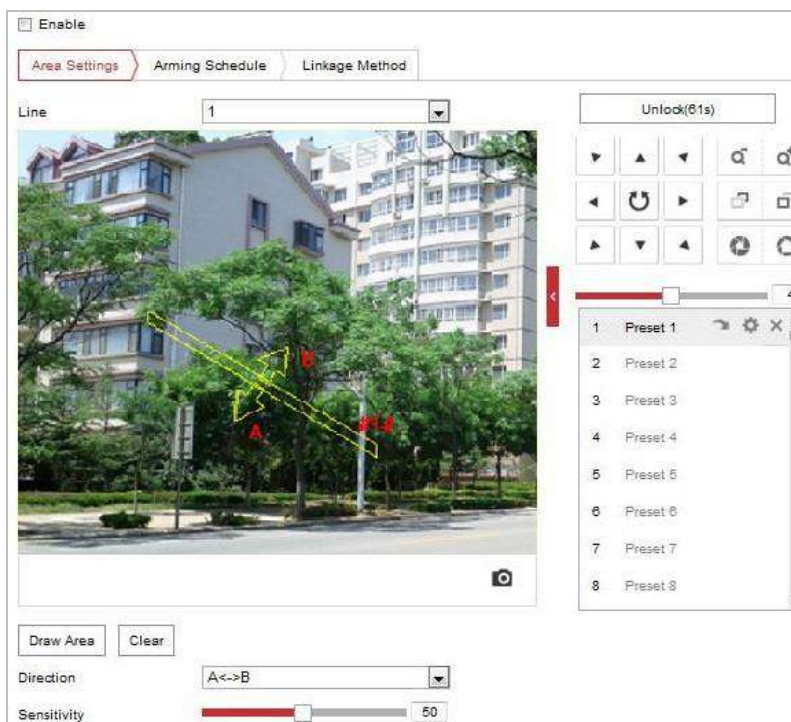 Enable
Area Settings
Arming Schedule
Linkage Method
Line
1
Unlock(61s)
B
A
#1#
4
1 Preset 1
2 Preset 2
3 Preset 3
4 Preset 4
5 Preset 5
6 Preset 6
7 Preset 7
8 Preset 8
Draw Area
Clear
Direction
A<->B
Sensitivity
50